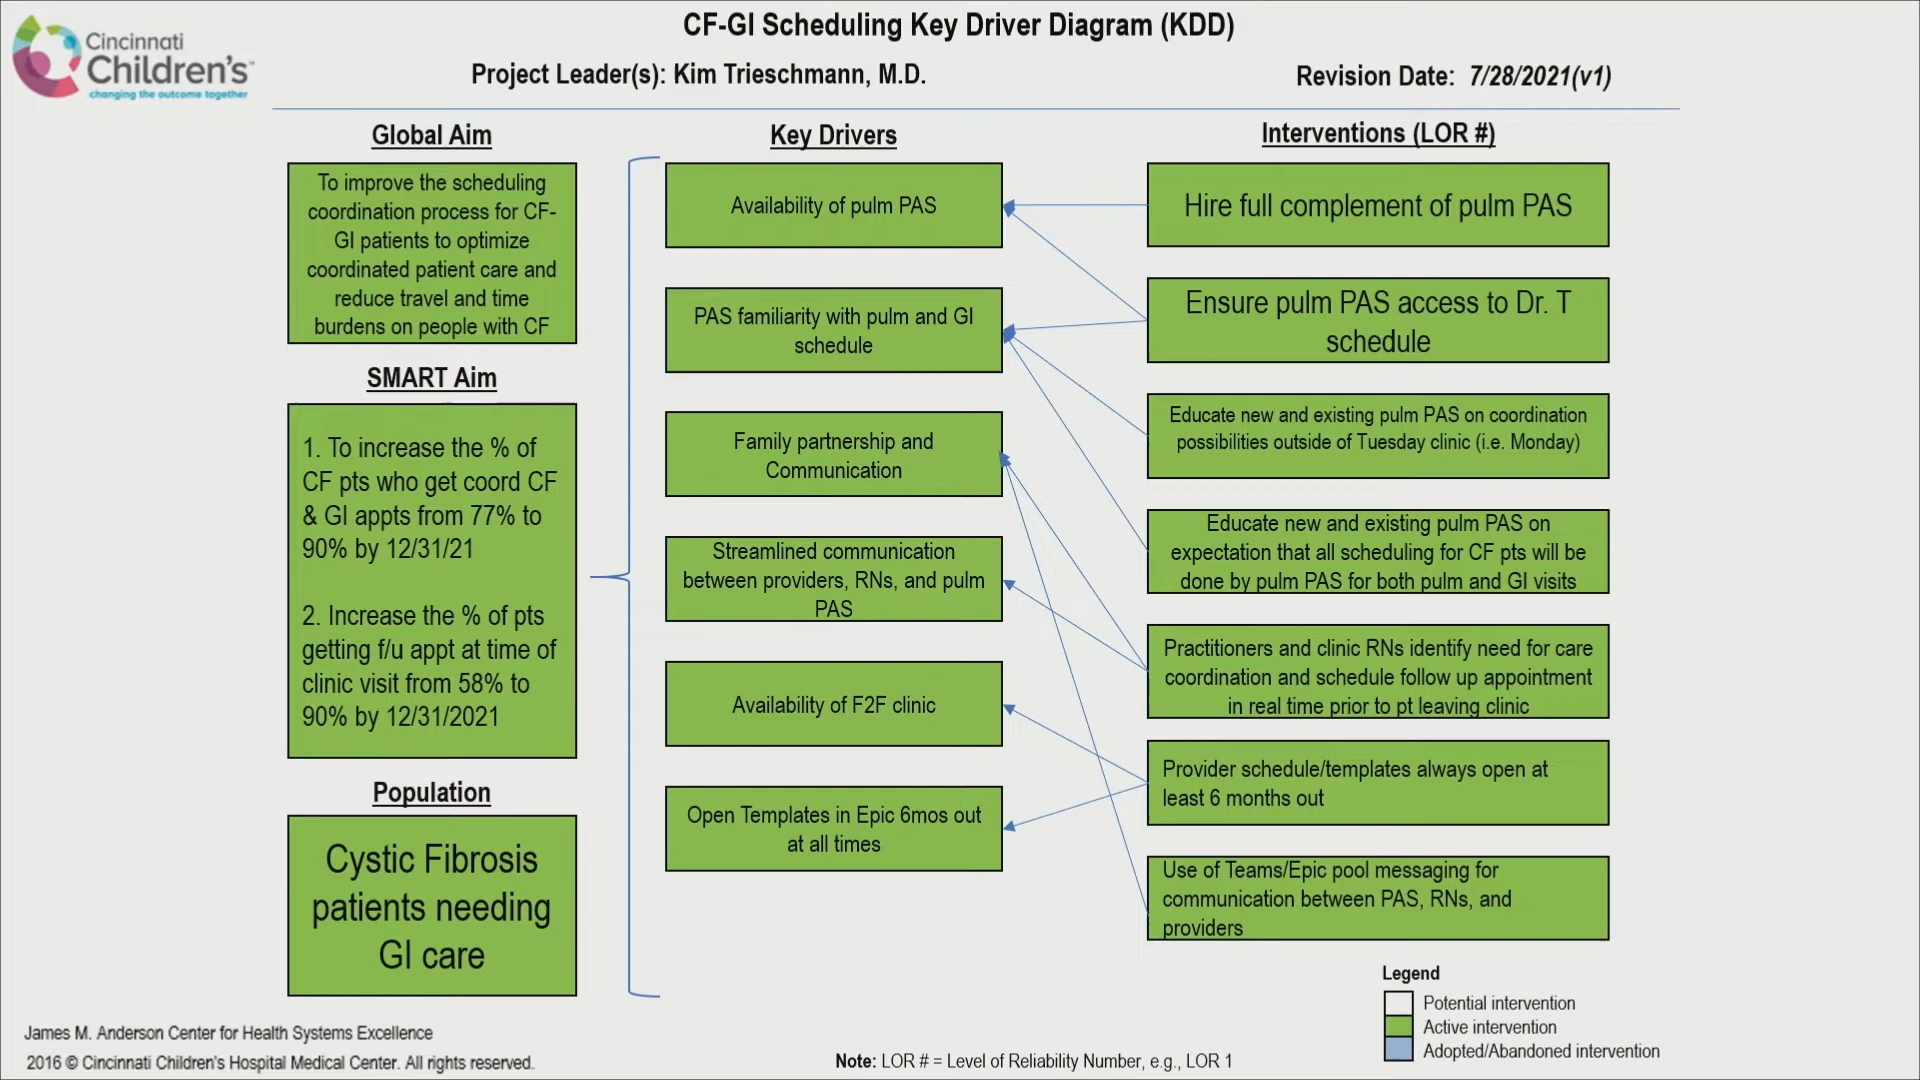 CF-GI Scheduling Key Driver Diagram (KDD)
Cincinnati
Children's™
changing the outcome together
Project Leader(s): Kim Trieschmann, M.D.
Revision Date: 7/28/2021(v1)
Global Aim
To improve the scheduling
coordination process for CF-
GI patients to optimize
coordinated patient care and
reduce travel and time
burdens on people with CF
SMART Aim
1. To increase the % of
CF pts who get coord CF
& GI appts from 77% to
90% by 12/31/21
2. Increase the % of pts
getting f/u appt at time of
clinic visit from 58% to
90% by 12/31/2021
Population
Cystic Fibrosis
patients needing
GI care
Key Drivers
Availability of pulm PAS
PAS familiarity with pulm and GI
schedule
Family partnership and
Communication
Streamlined communication
between providers, RNs, and pulm
PAS
Availability of F2F clinic
Open Templates in Epic 6mos out
at all times
Interventions (LOR #)
Hire full complement of pulm PAS
Ensure pulm PAS access to Dr. T
schedule
Educate new and existing pulm PAS on coordination
possibilities outside of Tuesday clinic (i.e. Monday)
Educate new and existing pulm PAS on
expectation that all scheduling for CF pts will be
done by pulm PAS for both pulm and GI visits
Practitioners and clinic RNs identify need for care
coordination and schedule follow up appointment
in real time prior to pt leaving clinic
Provider schedule/templates always open at
least 6 months out
Use of Teams/Epic pool messaging for
communication between PAS, RNs, and
providers
Legend
Potential intervention
Active intervention
Adopted/Abandoned intervention
James M. Anderson Center for Health Systems Excellence
2016 © Cincinnati Children's Hospital Medical Center. All rights reserved.
Note: LOR # = Level of Reliability Number, e.g., LOR 1